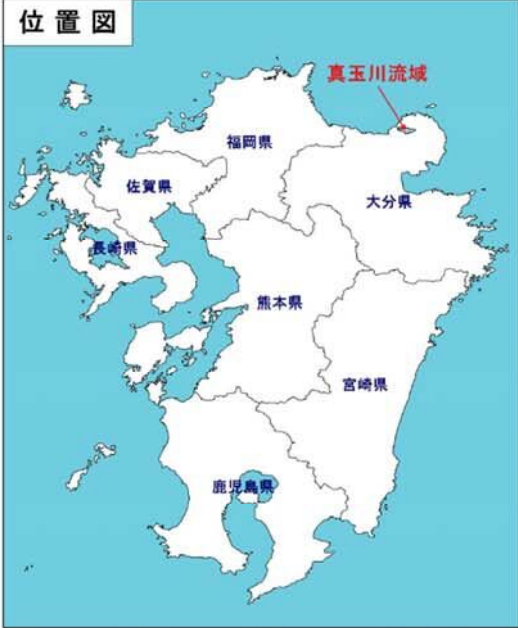 位置図
真玉川流域
福岡県
佐賀県
大分県
長崎県
熊本県
宮崎県
鹿児島県